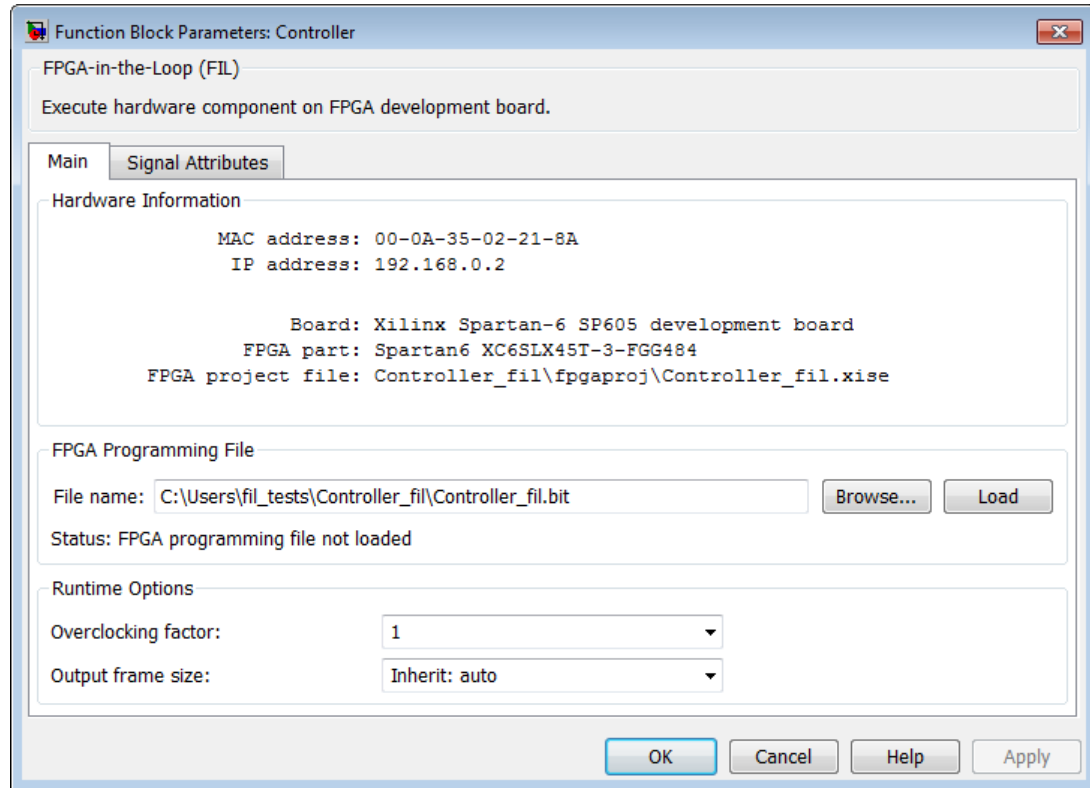 Function Block Parameters: Controller
FPGA-in-the-Loop (FIL)
Execute hardware component on FPGA development board.
Main Signal Attributes
Hardware Information
MAC address: 00-0A-35-02-21-8A
IP address: 192.168.0.2
Board: Xilinx Spartan-6 SP605 development board
FPGA part: Spartan6 XC6SLX45T-3-FGG484
FPGA project file: Controller_fil\fpgaproj\Controller_fil.xise
FPGA Programming File
File name: C:\Users\fil_tests\Controller_fil\Controller_fil.bit Browse... Load
Status: FPGA programming file not loaded
Runtime Options
Overclocking factor: 1
Output frame size: Inherit: auto
OK Cancel Help Apply